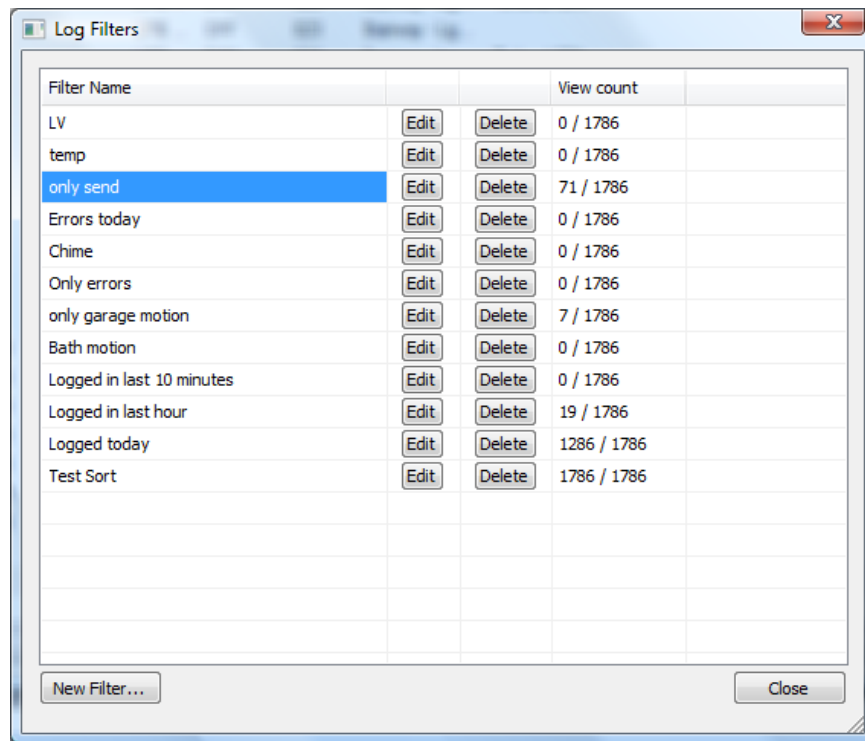 Log Filters
Filter Name View count
LV Edit Delete 0 / 1786
temp Edit Delete 0 / 1786
only send Edit Delete 71 / 1786
Errors today Edit Delete 0 / 1786
Chime Edit Delete 0 / 1786
Only errors Edit Delete 0 / 1786
only garage motion Edit Delete 7 / 1786
Bath motion Edit Delete 0 / 1786
Logged in last 10 minutes Edit Delete 0 / 1786
Logged in last hour Edit Delete 19 / 1786
Logged today Edit Delete 1286 / 1786
Test Sort Edit Delete 1786 / 1786
New Filter... Close